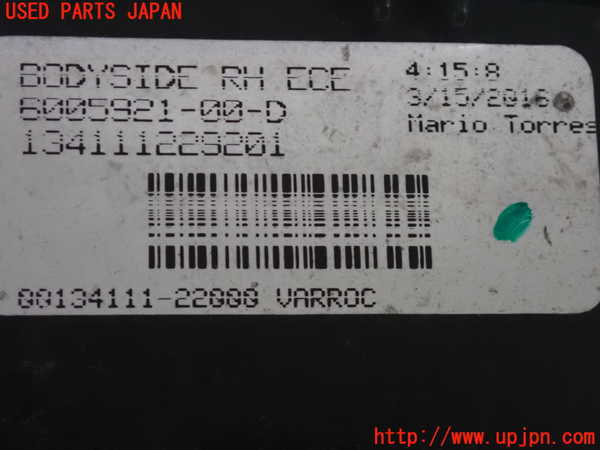 USED PARTS JAPAN
BODYSIDE RH ECE
4:15:8
6005921-00-D
3/15/2016
134111229201
Mario Torres
00134111-22000 VARROC
http://www.upjpn.com/